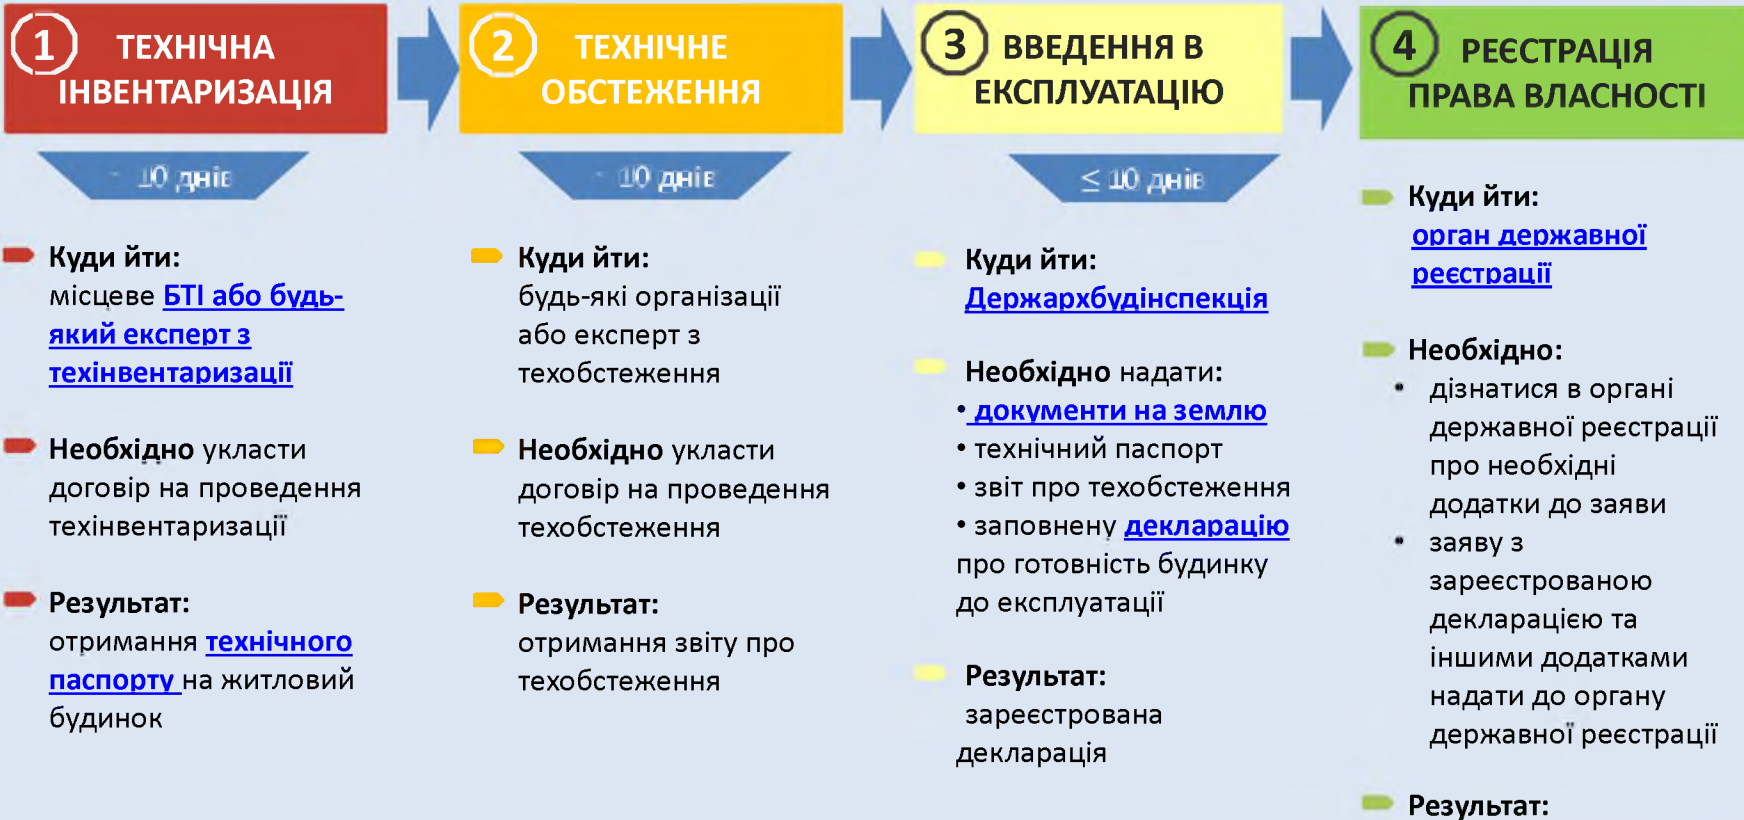 1 ТЕХНІЧНА
ІНВЕНТАРИЗАЦІЯ
~ 10 днів
Куди йти:
місцеве БТІ або будь-
який експерт з
техінвентаризації
Необхідно укласти
договір на проведення
техінвентаризації
Результат:
отримання технічного
паспорту на житловий
будинок
2 ТЕХНІЧНЕ
ОБСТЕЖЕННЯ
~ 10 днів
Куди йти:
будь-які організації
або експерт з
техобстеження
Необхідно укласти
договір на проведення
техобстеження
Результат:
отримання звіту про
техобстеження
3 ВВЕДЕННЯ В
ЕКСПЛУАТАЦІЮ
≤ 10 днів
Куди йти:
Держархбудінспекція
Необхідно надати:
• документи на землю
• технічний паспорт
• звіт про техобстеження
• заповнену декларацію
про готовність будинку
до експлуатації
Результат:
зареєстрована
декларація
4 РЕЄСТРАЦІЯ
ПРАВА ВЛАСНОСТІ
Куди йти:
орган державної
реєстрації
Необхідно:
• дізнатися в органі
державної реєстрації
про необхідні
додатки до заяви
• заяву з
зареєстрованою
декларацією та
іншими додатками
надати до органу
державної реєстрації
Результат: